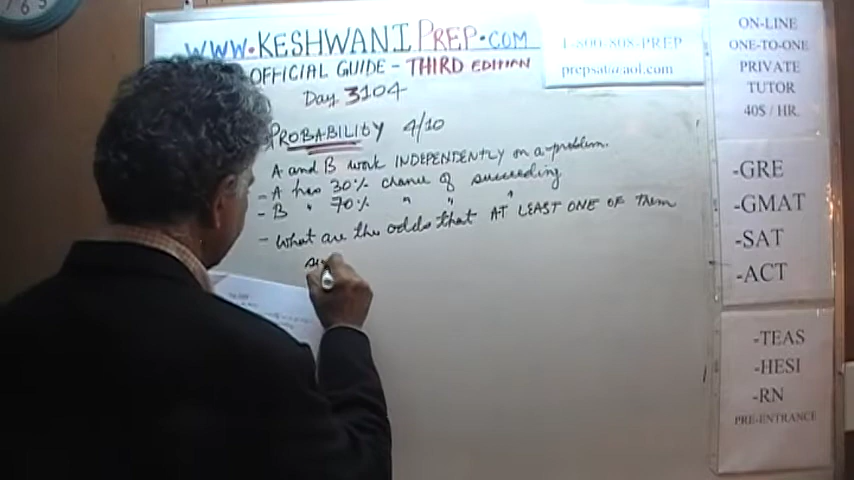 WWW.KESHWANIPREP.COM
OFFICIAL GUIDE - THIRD EDITION
Day 3104
PROBABILITY 4/10
A and B work INDEPENDENTLY on a problem.
- A has 30% chance of succeeding
- B " 70% " " "
- What are the odds that AT LEAST ONE OF THEM
su
1-800-808-PREP
prepsat@aol.com
ON-LINE
ONE-TO-ONE
PRIVATE
TUTOR
40$ / HR.
-GRE
-GMAT
-SAT
-ACT
-TEAS
-HESI
-RN
PRE-ENTRANCE